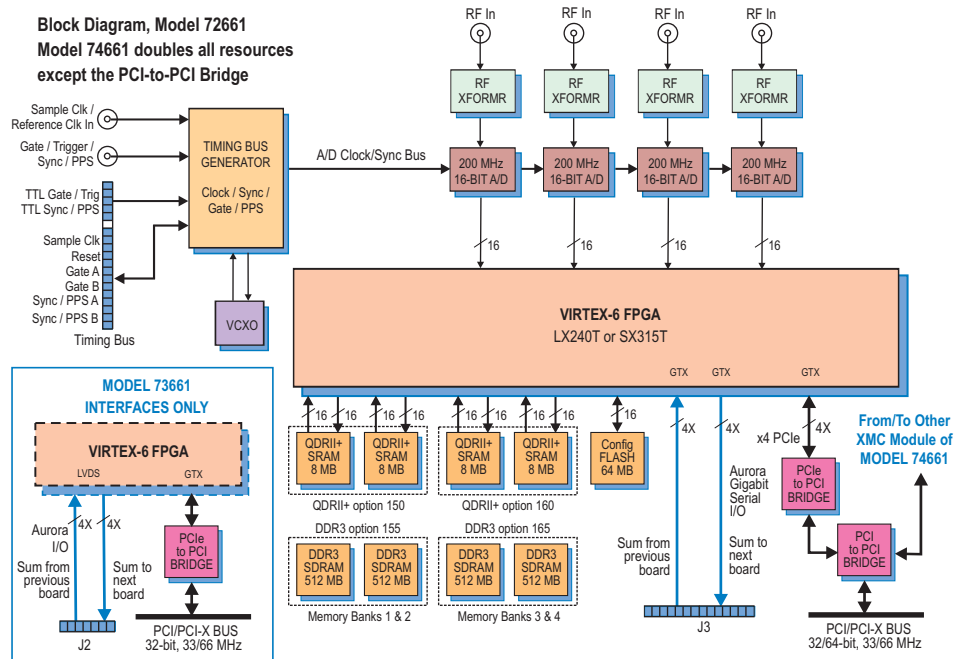 Block Diagram, Model 72661
Model 74661 doubles all resources
except the PCI-to-PCI Bridge
RF In
RF In
RF In
RF In
Sample Clk /
Reference Clk In
Gate / Trigger /
Sync / PPS
TTL Gate / Trig
TTL Sync / PPS
Sample Clk
Reset
Gate A
Gate B
Sync / PPS A
Sync / PPS B
Timing Bus
TIMING BUS
GENERATOR
Clock / Sync /
Gate / PPS
VCXO
A/D Clock/Sync Bus
RF
XFORMR
RF
XFORMR
RF
XFORMR
RF
XFORMR
200 MHz
16-BIT A/D
200 MHz
16-BIT A/D
200 MHz
16-BIT A/D
200 MHz
16-BIT A/D
16
16
16
16
VIRTEX-6 FPGA
LX240T or SX315T
GTX
GTX
GTX
16
16
16
16
16
16
16
16
16
4X
4X
4X
QDRII+
SRAM
8 MB
QDRII+
SRAM
8 MB
QDRII+ option 150
QDRII+
SRAM
8 MB
QDRII+
SRAM
8 MB
QDRII+ option 160
Config
FLASH
64 MB
DDR3 option 155
DDR3
SDRAM
512 MB
DDR3
SDRAM
512 MB
Memory Banks 1 & 2
DDR3 option 165
DDR3
SDRAM
512 MB
DDR3
SDRAM
512 MB
Memory Banks 3 & 4
Sum from
previous
board
Aurora
Gigabit
Serial
I/O
Sum to
next
board
J3
x4 PCIe
PCIe
to PCI
BRIDGE
PCI
to PCI
BRIDGE
From/To Other
XMC Module of
MODEL 74661
PCI/PCI-X BUS
32/64-bit, 33/66 MHz
MODEL 73661
INTERFACES ONLY
VIRTEX-6 FPGA
LVDS
GTX
Aurora
I/O
4X
4X
Sum from
previous
board
Sum to
next
board
J2
PCIe
to PCI
BRIDGE
PCI/PCI-X BUS
32-bit, 33/66 MHz